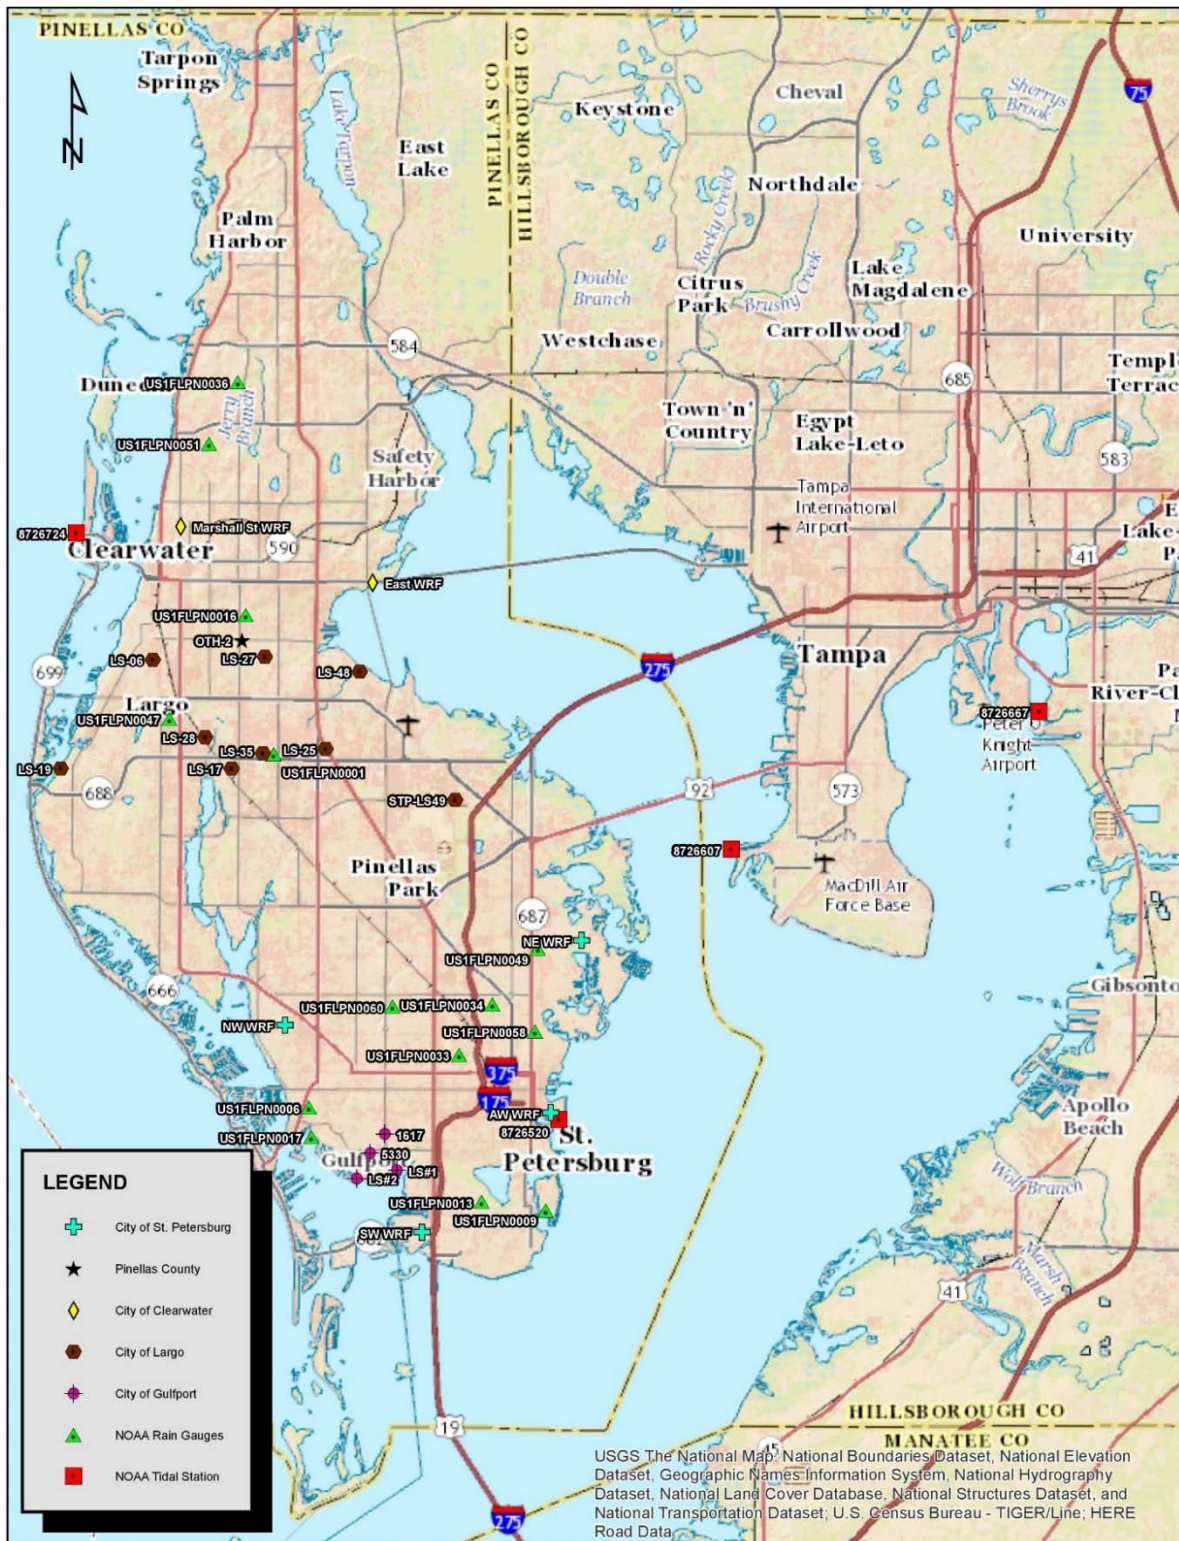 PINELLAS CO
Tarpon
Springs
N
Lake Tarpon
East
Lake
PINELLAS CO
HILLSBOROUGH CO
Keystone
Cheval
Sherrys
Brook
75
Rocky Creek
Northdale
Palm
Harbor
University
Double
Branch
Citrus
Park
Brushy Creek
Lake
Magdalene
Westchase
Carrollwood
584
685
Templ
Terrac
US1FLPN0036
Jerry
Branch
Town 'n'
Country
Egypt
Lake-Leto
US1FLPN0051
Safety
Harbor
583
Tampa
International
Airport
8726724
Marshall St WRF
Clearwater
590
41
E
Lake-
Pa
East WRF
US1FLPN0016
OTH-2
LS-06
LS-27
LS-48
699
275
Tampa
Pa
River-Cl
Largo
US1FLPN0047
8726667
Peter O
Knight
Airport
LS-28
LS-35
LS-25
US1FLPN0001
LS-19
LS-17
688
STP-LS49
92
573
8726607
Pinellas
Park
MacDill Air
Force Base
687
NE WRF
US1FLPN0049
666
Gibsonto
US1FLPN0060
US1FLPN0034
NW WRF
US1FLPN0058
US1FLPN0033
375
175
US1FLPN0006
AW WRF
8726520
Apollo
Beach
US1FLPN0017
1617
5330
Gulfport
LS#1
LS#2
St.
Petersburg
Wolf Branch
US1FLPN0013
US1FLPN0009
SW WRF
Marsh
Branch
41
LEGEND
City of St. Petersburg
Pinellas County
City of Clearwater
City of Largo
City of Gulfport
NOAA Rain Gauges
NOAA Tidal Station
19
HILLSBOROUGH CO
MANATEE CO
45
275
USGS The National Map: National Boundaries Dataset, National Elevation
Dataset, Geographic Names Information System, National Hydrography
Dataset, National Land Cover Database, National Structures Dataset, and
National Transportation Dataset; U.S. Census Bureau - TIGER/Line; HERE
Road Data